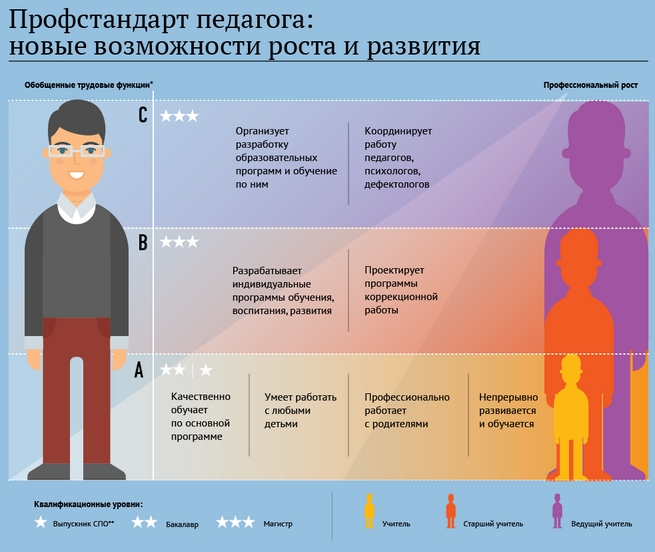 Профстандарт педагога:
новые возможности роста и развития
Обобщенные трудовые функции*
Профессиональный рост
C
Организует
разработку
образовательных
программ и обучение
по ним
Координирует
работу
педагогов,
психологов,
дефектологов
B
Разрабатывает
индивидуальные
программы обучения,
воспитания, развития
Проектирует
программы
коррекционной
работы
A
Качественно
обучает
по основной
программе
Умеет работать
с любыми
детьми
Профессионально
работает
с родителями
Непрерывно
развивается
и обучается
Квалификационные уровни:
Выпускник СПО**
Бакалавр
Магистр
Учитель
Старший учитель
Ведущий учитель